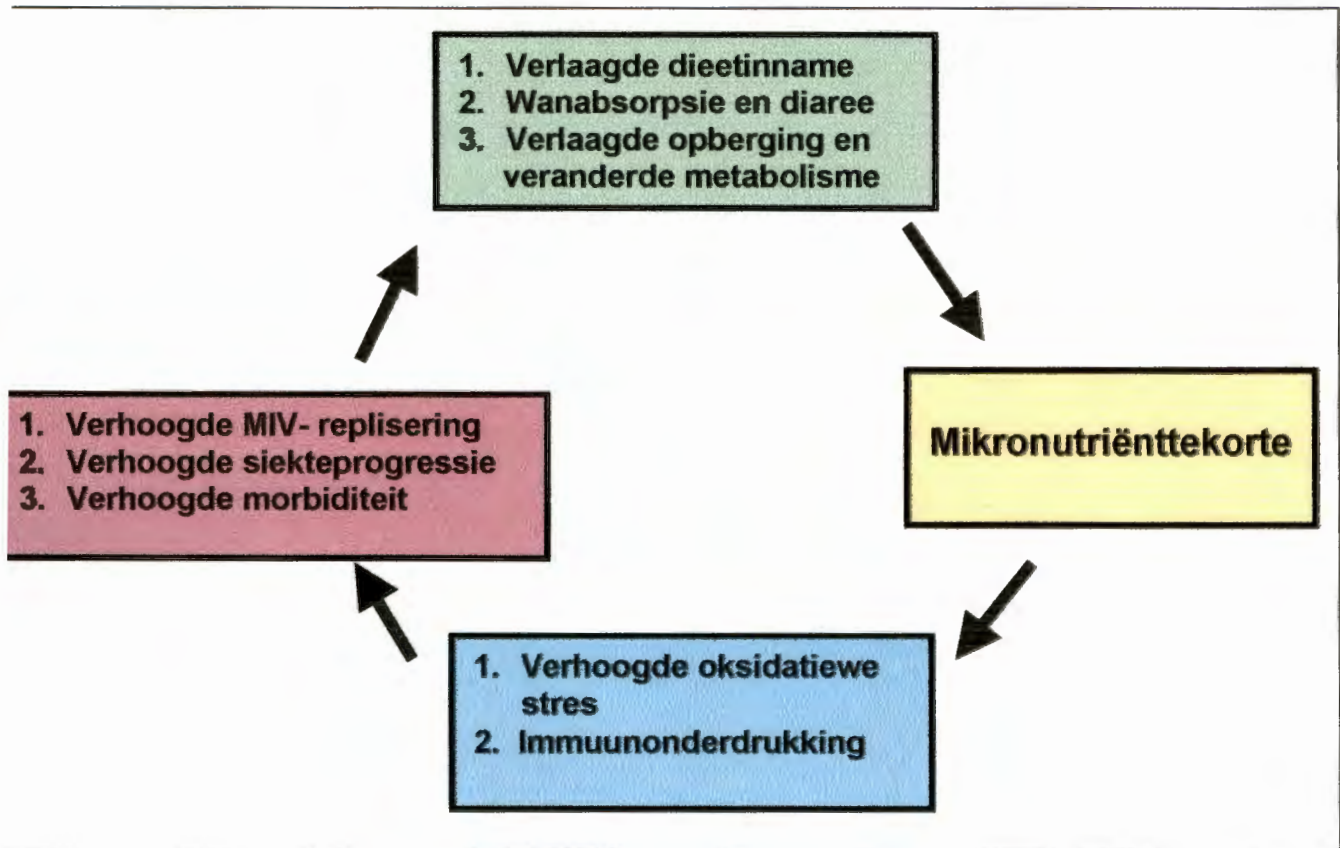 1. Verlaagde dieetinname
2. Wanabsorpsie en diaree
3. Verlaagde opberging en
veranderde metabolisme
Mikronutriënttekorte
1. Verhoogde oksidatiewe
stres
2. Immuunonderdrukking
1. Verhoogde MIV- replisering
2. Verhoogde siekteprogressie
3. Verhoogde morbiditeit